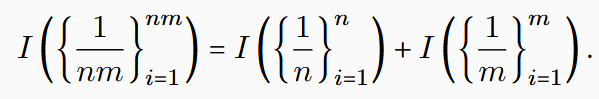 I({1/nm}_{i=1}^{nm}) = I({1/n}_{i=1}^{n}) + I({1/m}_{i=1}^{m}).